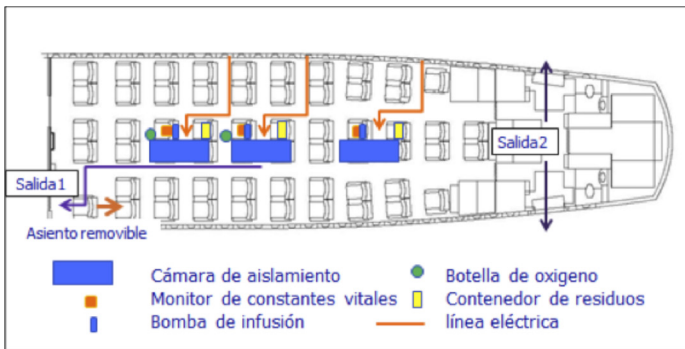 Salida2
Salida1
Asiento removible
Cámara de aislamiento
Botella de oxigeno
Monitor de constantes vitales
Contenedor de residuos
Bomba de infusión
línea eléctrica